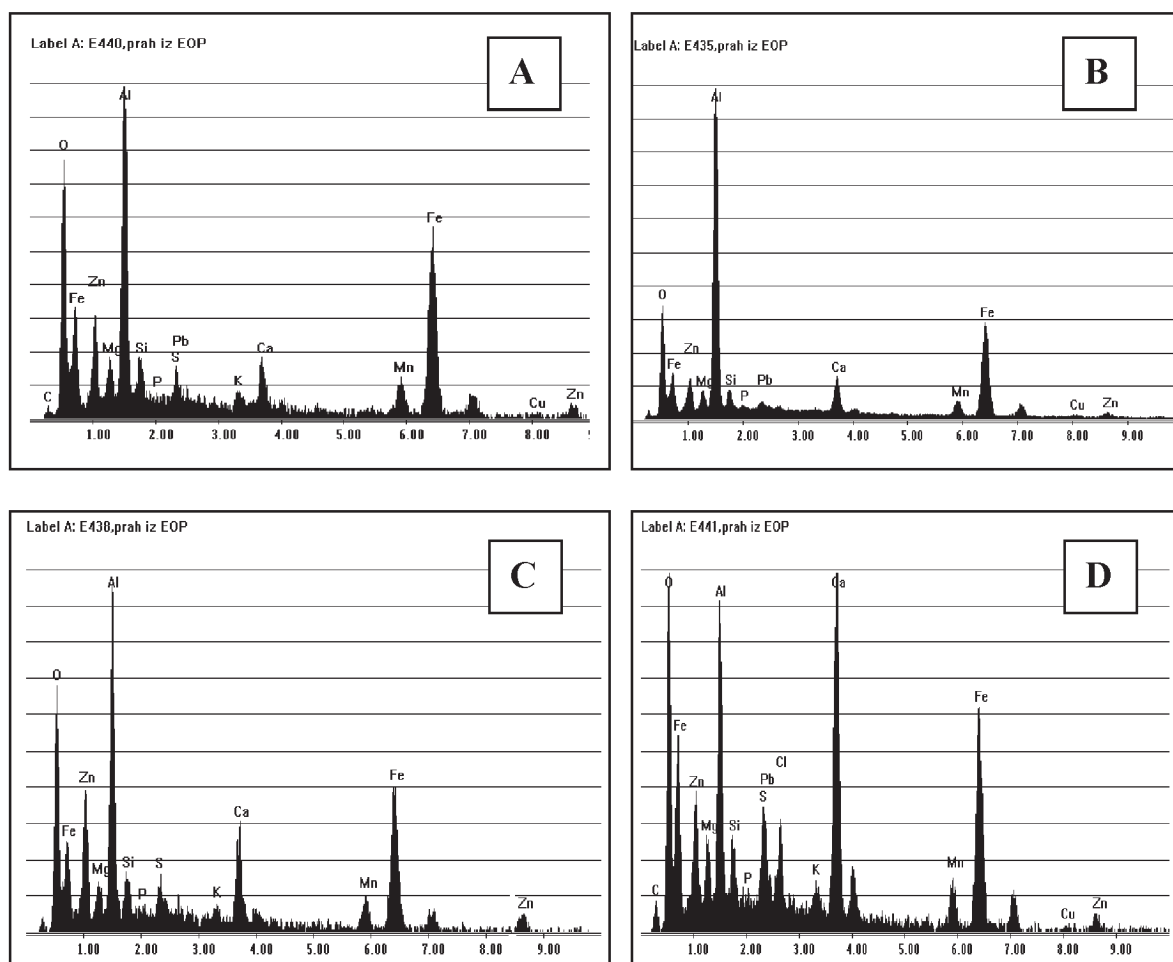 Label A: E440,prah iz EOP
A
Al
O
Fe
Zn
Mg
Si
P
Pb
S
K
Ca
Mn
Fe
Cu
Zn
C
1.00 2.00 3.00 4.00 5.00 6.00 7.00 8.00 9
Label A: E435,prah iz EOP
B
Al
O
Fe
Zn
Mg
Si
P
Pb
Ca
Mn
Fe
Cu
Zn
1.00 2.00 3.00 4.00 5.00 6.00 7.00 8.00 9.00
Label A: E438,prah iz EOP
C
Al
O
Fe
Zn
Mg
Si
P
S
K
Ca
Mn
Fe
Zn
1.00 2.00 3.00 4.00 5.00 6.00 7.00 8.00 9.00
Label A: E441,prah iz EOP
D
O
Al
Ca
Fe
Zn
Mg
Si
P
Pb
S
Cl
K
Mn
Fe
Cu
Zn
C
1.00 2.00 3.00 4.00 5.00 6.00 7.00 8.00 9.00